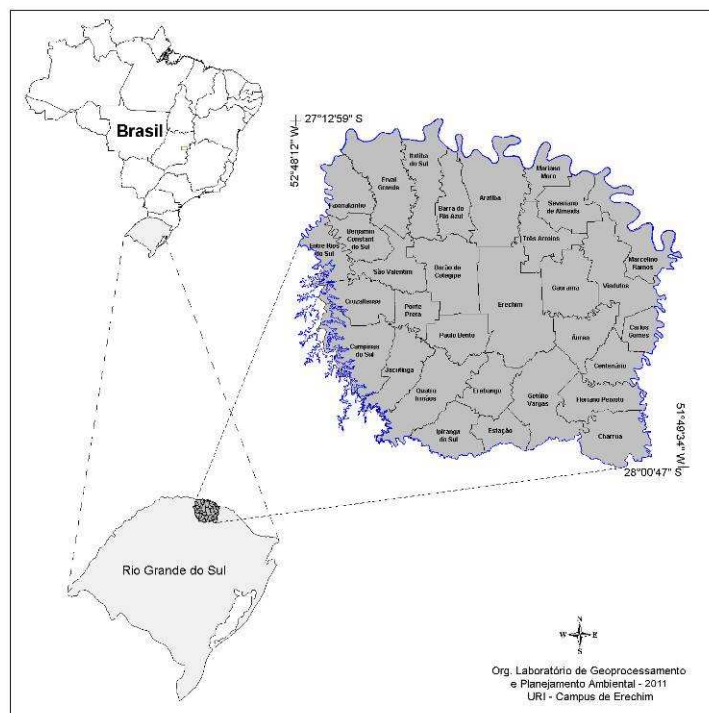 Brasil
27°12'59" S
52°48'12" W
Itatiba
do Sul
Erval
Grande
Mariano
Moro
Aratiba
Severiano
de Almeida
Barra do
Rio Azul
Faxinalzinho
Benjamin
Constant
do Sul
Três Arroios
Entre Rios
do Sul
Marcelino
Ramos
São Valentim
Barão de
Cotegipe
Gaurama
Viadutos
Erechim
Cruzaltense
Ponte
Preta
Carlos
Gomes
Paulo Bento
Áurea
Campinas
do Sul
Centenário
Jacutinga
Quatro
Irmãos
Erebango
Getúlio
Vargas
Floriano Peixoto
Ipiranga
do Sul
Estação
Charrua
51°49'34" W
28°00'47" S
Rio Grande do Sul
N
W
E
S
Org. Laboratório de Geoprocessamento
e Planejamento Ambiental - 2011
URI - Campus de Erechim